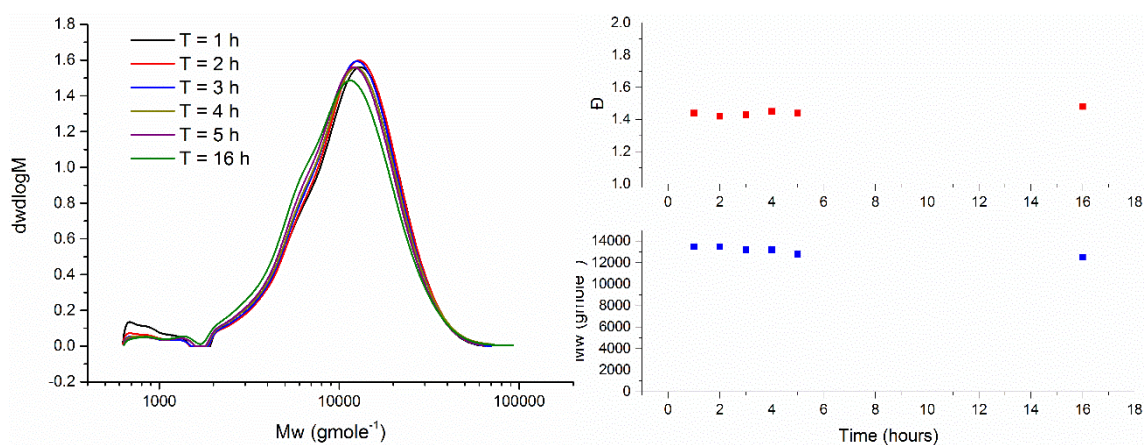 1.8
1.6
1.4
1.2
1.0
0.8
0.6
0.4
0.2
0.0
-0.2
dwdlogM
T = 1 h
T = 2 h
T = 3 h
T = 4 h
T = 5 h
T = 16 h
1000 10000 100000
Mw (gmole⁻¹)
2.0
1.8
1.6
1.4
1.2
1.0
Đ
0 2 4 6 8 10 12 14 16 18
14000
12000
10000
8000
6000
4000
2000
0
Mw (gmole⁻
0 2 4 6 8 10 12 14 16 18
Time (hours)